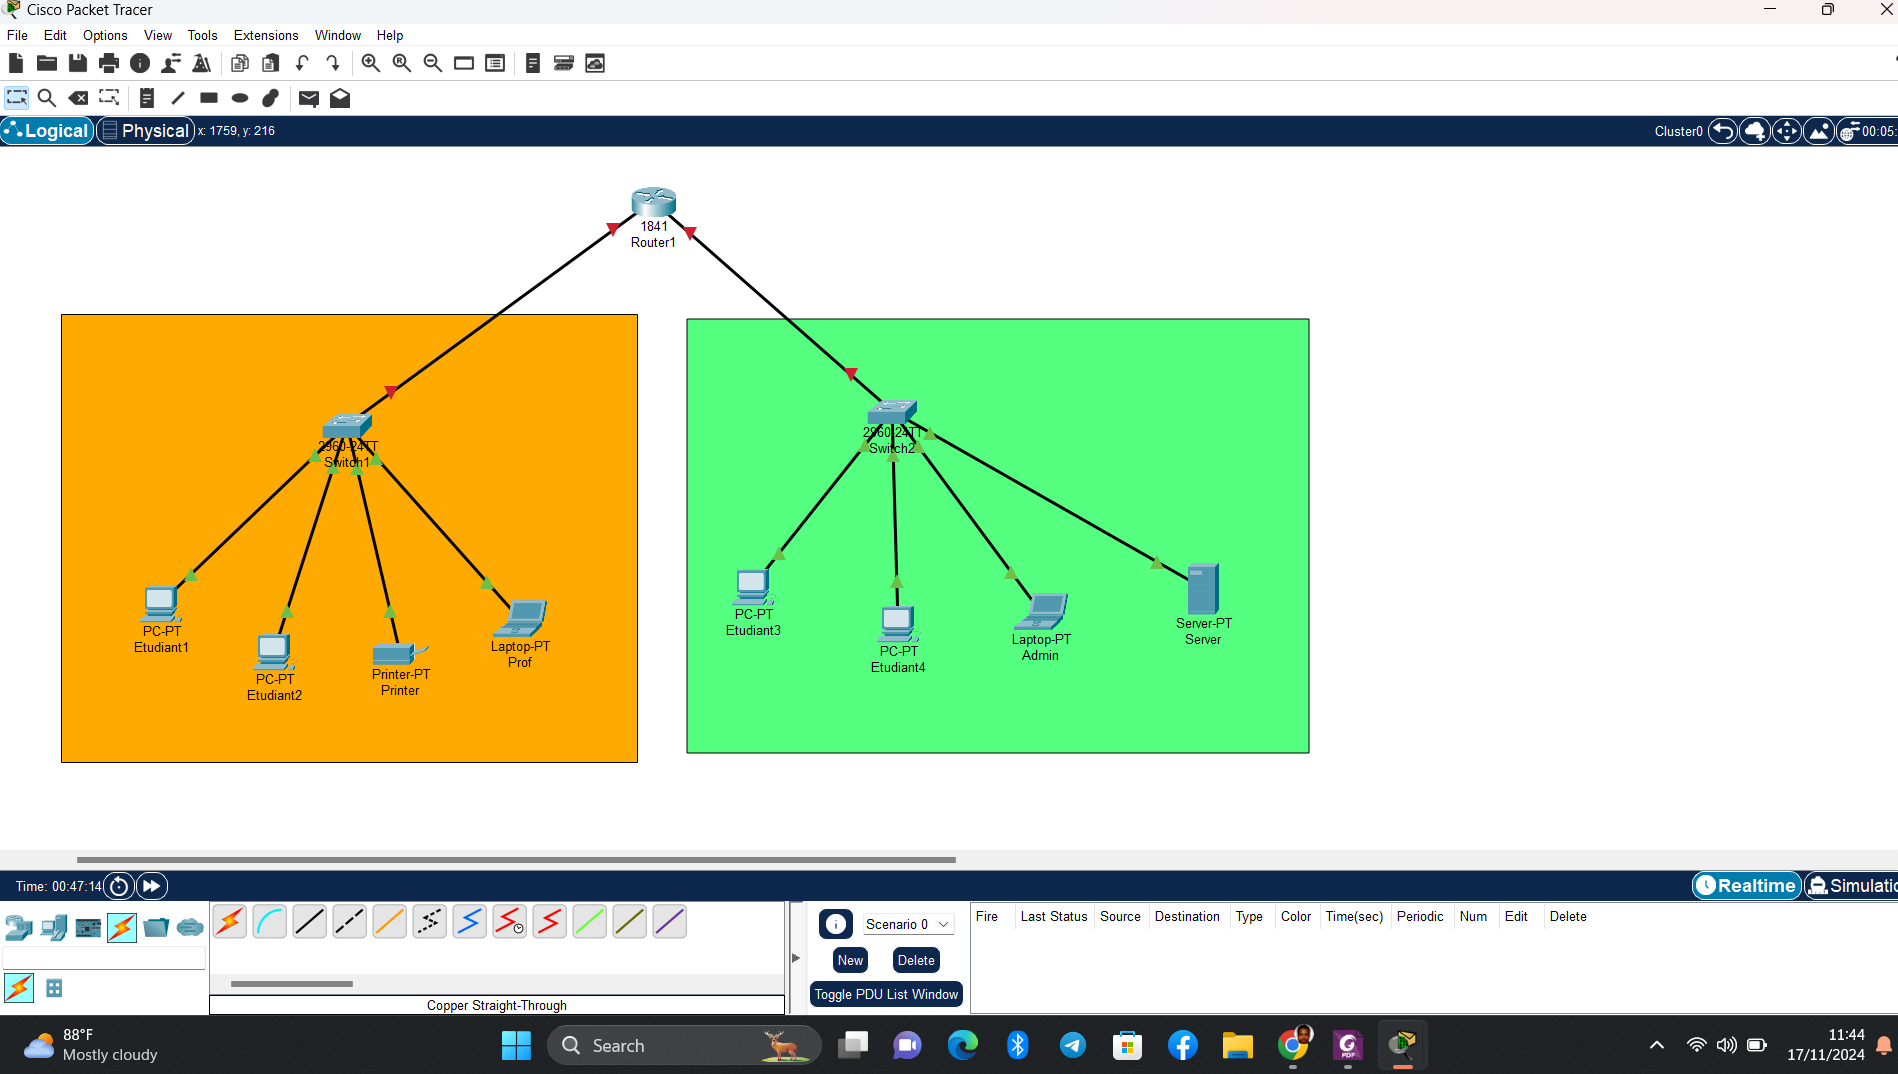 Cisco Packet Tracer
File Edit Options View Tools Extensions Window Help
Logical Physical x: 1759, y: 216 Cluster0 00:05:
1841
Router1
2960-24TT
Switch1
2960-24TT
Switch2
PC-PT
Etudiant1
PC-PT
Etudiant2
Printer-PT
Printer
Laptop-PT
Prof
PC-PT
Etudiant3
PC-PT
Etudiant4
Laptop-PT
Admin
Server-PT
Server
Time: 00:47:14 Realtime Simulatio
Scenario 0
New Delete
Toggle PDU List Window
Fire Last Status Source Destination Type Color Time(sec) Periodic Num Edit Delete
Copper Straight-Through
88°F
Mostly cloudy
Search
PDF
11:44
17/11/2024